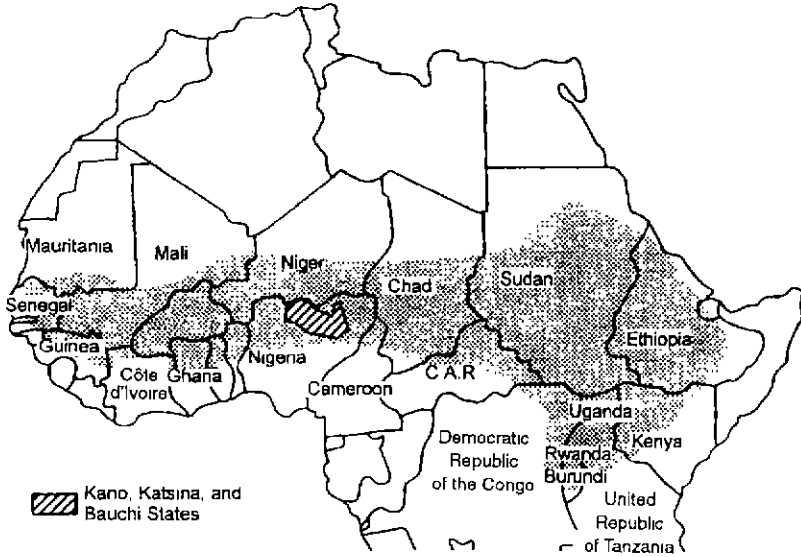 Mauritania
Mali
Niger
Chad
Sudan
Senegal
Guinea
Côte
d'Ivoire
Ghana
Nigeria
Cameroon
C.A.R
Ethiopia
Uganda
Kenya
Democratic
Republic
of the Congo
Rwanda
Burundi
United
Republic
of Tanzania
Kano, Katsina, and
Bauchi States